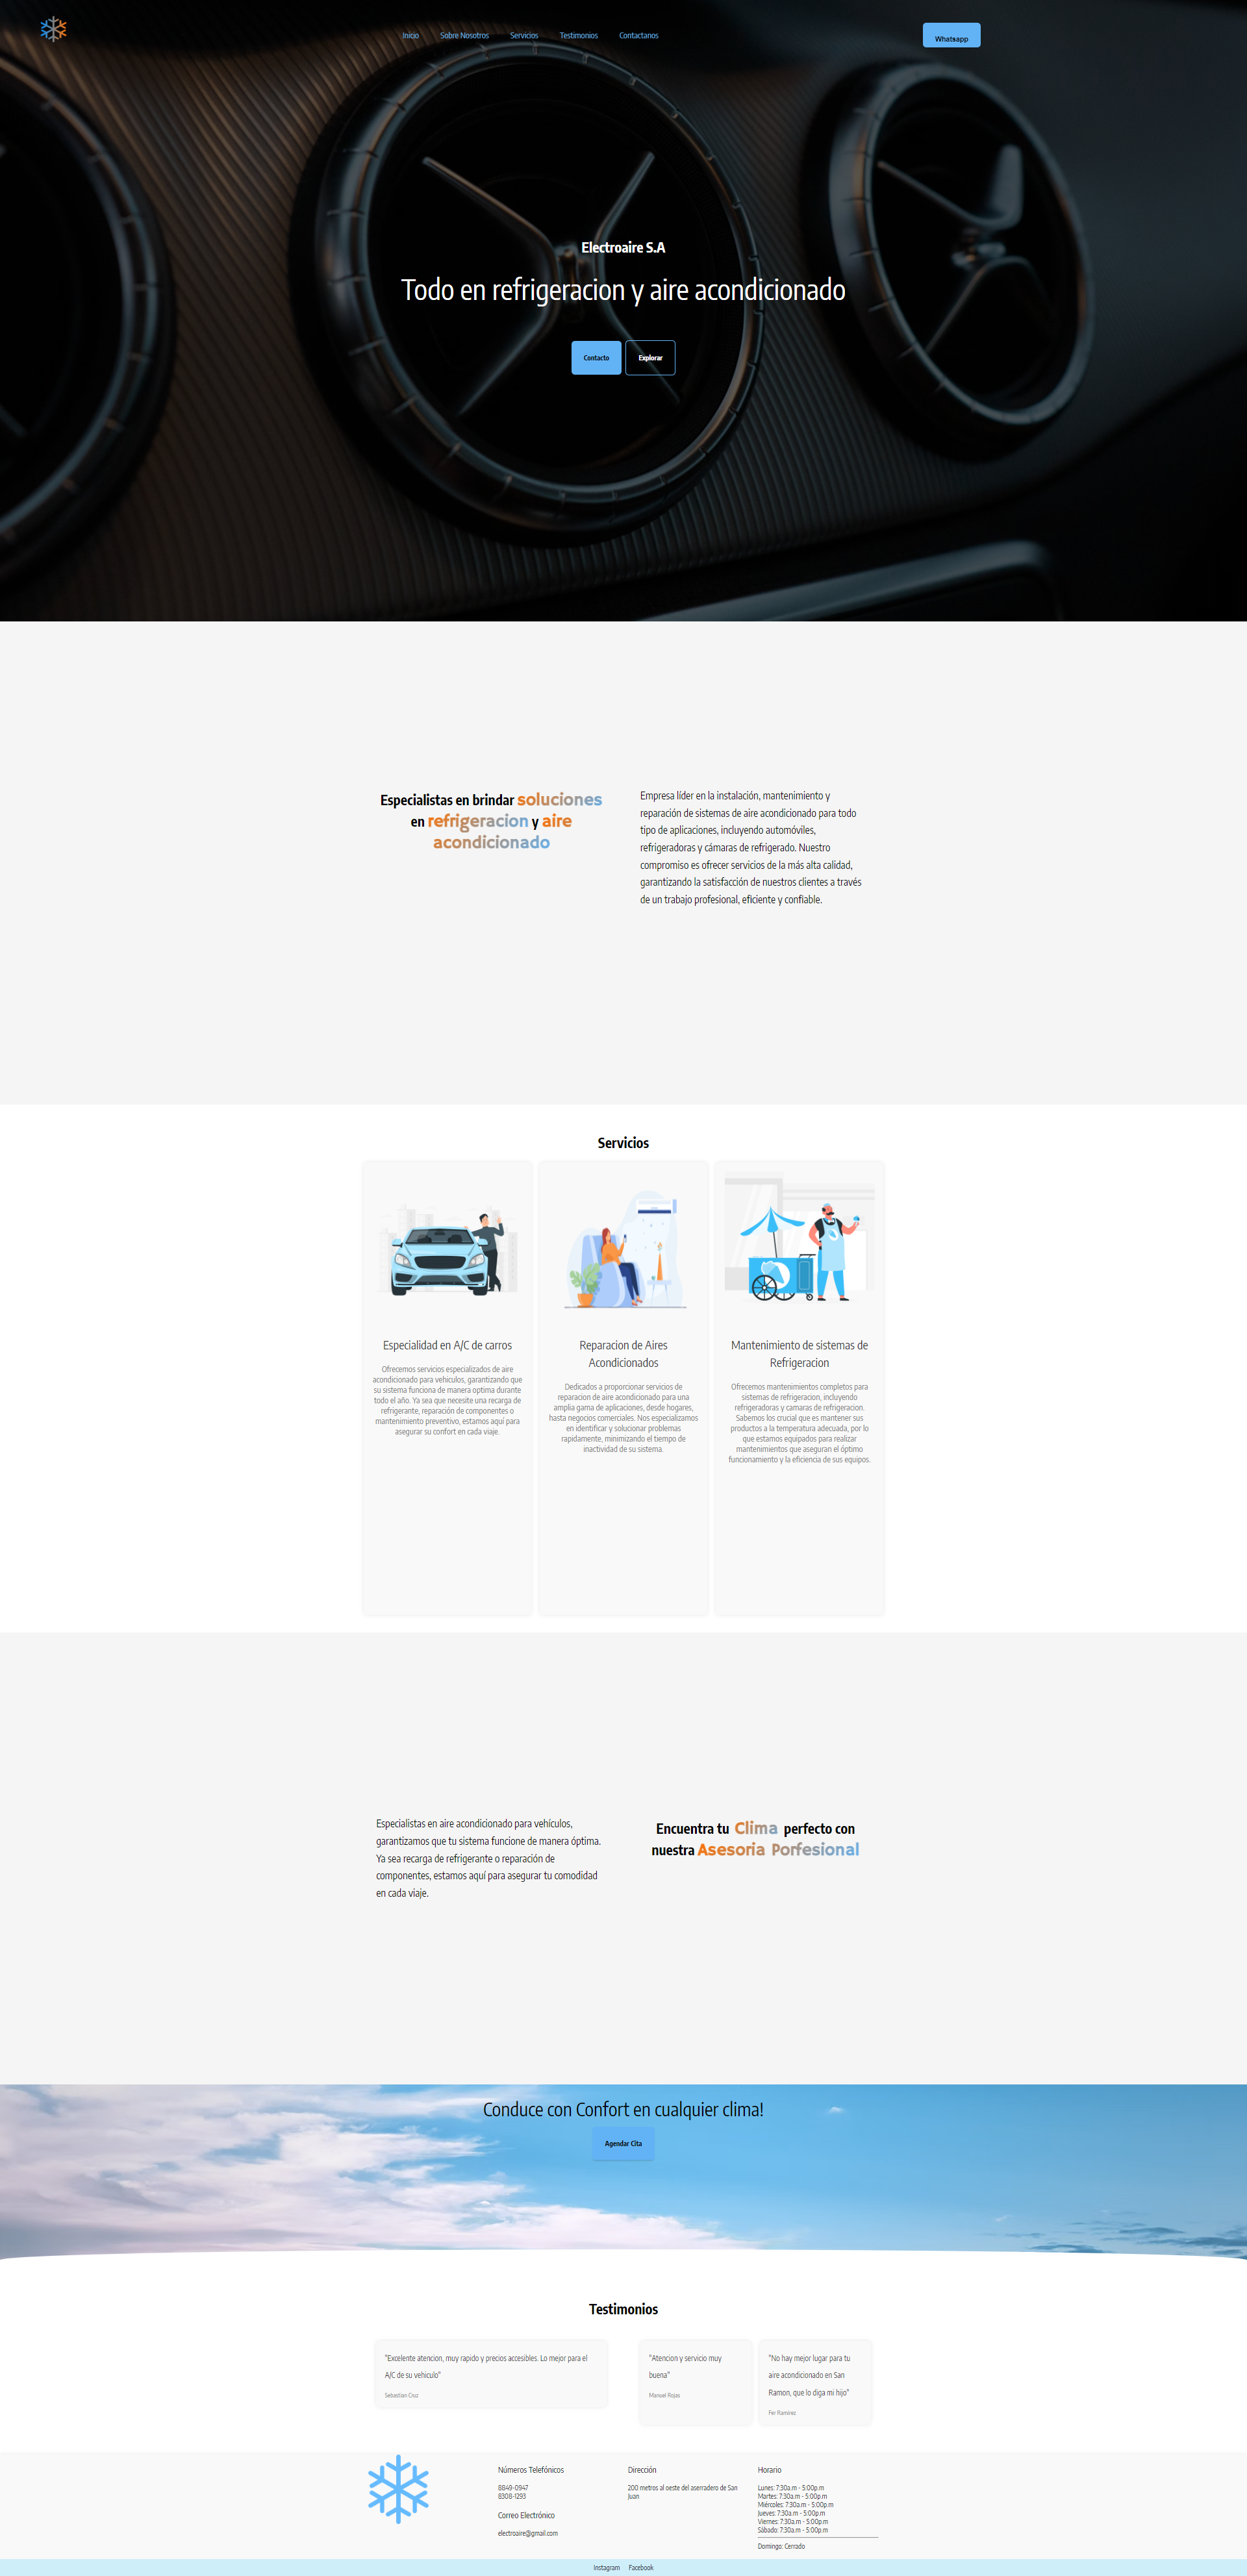 Inicio Sobre Nosotros Servicios Testimonios Contactanos Whatsapp
Electroaire S.A
Todo en refrigeracion y aire acondicionado
Contacto Explorar
Especialistas en brindar soluciones
en refrigeracion y aire
acondicionado
Empresa líder en la instalación, mantenimiento y
reparación de sistemas de aire acondicionado para todo
tipo de aplicaciones, incluyendo automóviles,
refrigeradoras y cámaras de refrigerado. Nuestro
compromiso es ofrecer servicios de la más alta calidad,
garantizando la satisfacción de nuestros clientes a través
de un trabajo profesional, eficiente y confiable.
Servicios
Especialidad en A/C de carros
Ofrecemos servicios especializados de aire
acondicionado para vehiculos, garantizando que
su sistema funciona de manera optima durante
todo el año. Ya sea que necesite una recarga de
refrigerante, reparación de componentes o
mantenimiento preventivo, estamos aquí para
asegurar su confort en cada viaje.
Reparacion de Aires
Acondicionados
Dedicados a proporcionar servicios de
reparacion de aire acondicionado para una
amplia gama de aplicaciones, desde hogares,
hasta negocios comerciales. Nos especializamos
en identificar y solucionar problemas
rapidamente, minimizando el tiempo de
inactividad de su sistema.
Mantenimiento de sistemas de
Refrigeracion
Ofrecemos mantenimientos completos para
sistemas de refrigeracion, incluyendo
refrigeradoras y camaras de refrigeracion.
Sabemos los crucial que es mantener sus
productos a la temperatura adecuada, por lo
que estamos equipados para realizar
mantenimientos que aseguran el óptimo
funcionamiento y la eficiencia de sus equipos.
Especialistas en aire acondicionado para vehículos,
garantizamos que tu sistema funcione de manera óptima.
Ya sea recarga de refrigerante o reparación de
componentes, estamos aquí para asegurar tu comodidad
en cada viaje.
Encuentra tu Clima perfecto con
nuestra Asesoria Porfesional
Conduce con Confort en cualquier clima!
Agendar Cita
Testimonios
"Excelente atencion, muy rapido y precios accesibles. Lo mejor para el
A/C de su vehiculo"
Sebastian Cruz
"Atencion y servicio muy
buena"
Manuel Rojas
"No hay mejor lugar para tu
aire acondicionado en San
Ramon, que lo diga mi hijo"
Fer Ramirez
Números Telefónicos
8849-0947
8308-1293
Correo Electrónico
electroaire@gmail.com
Dirección
200 metros al oeste del aserradero de San
Juan
Horario
Lunes: 7:30a.m - 5:00p.m
Martes: 7:30a.m - 5:00p.m
Miércoles: 7:30a.m - 5:00p.m
Jueves: 7:30a.m - 5:00p.m
Viernes: 7:30a.m - 5:00p.m
Sábado: 7:30a.m - 5:00p.m
Domingo: Cerrado
Instagram Facebook